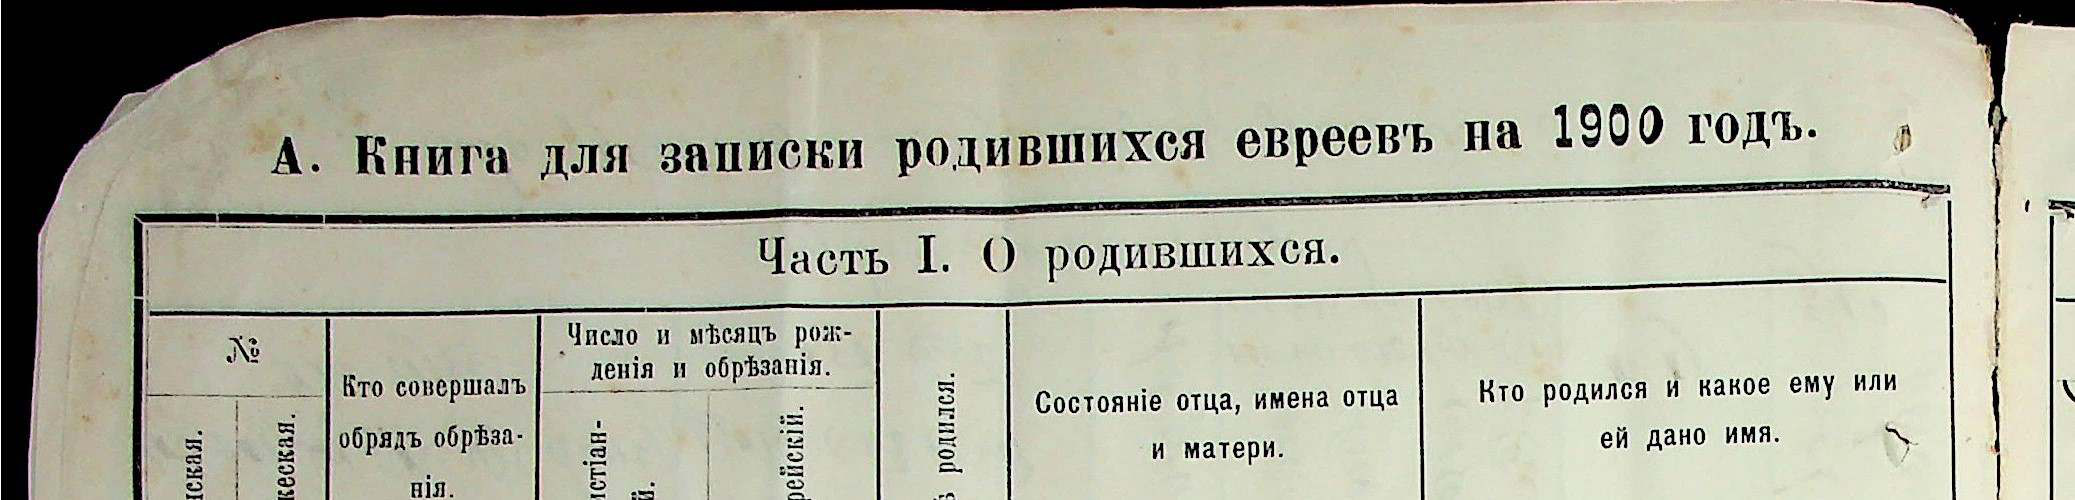 А. Книга для записки родившихся евреевъ на 1900 годъ.
Часть I. О родившихся.
№
Кто совершалъ
обрядъ обрѣза-
нія.
Число и мѣсяцъ рож-
денія и обрѣзанія.
родился.
Состояніе отца, имена отца
и матери.
Кто родился и какое ему или
ей дано имя.